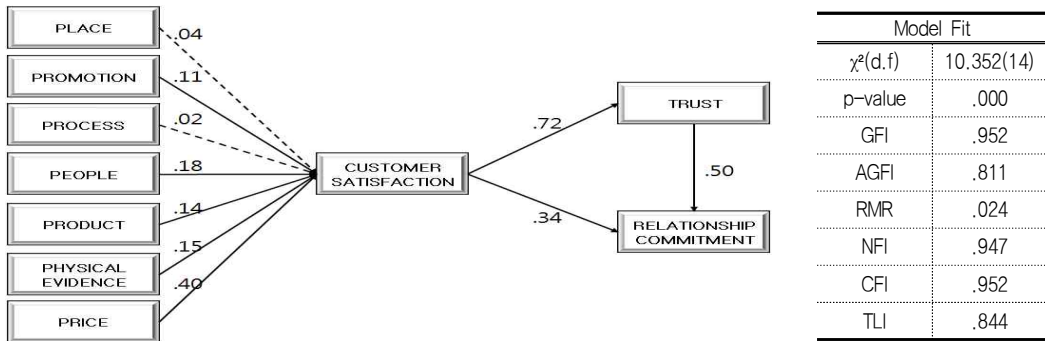 PLACE
.04
PROMOTION
.11
PROCESS
.02
PEOPLE
.18
PRODUCT
.14
PHYSICAL
EVIDENCE
.15
PRICE
.40
CUSTOMER
SATISFACTION
.72
.34
TRUST
.50
RELATIONSHIP
COMMITMENT
Model Fit
χ²(d.f) 10.352(14)
p-value .000
GFI .952
AGFI .811
RMR .024
NFI .947
CFI .952
TLI .844